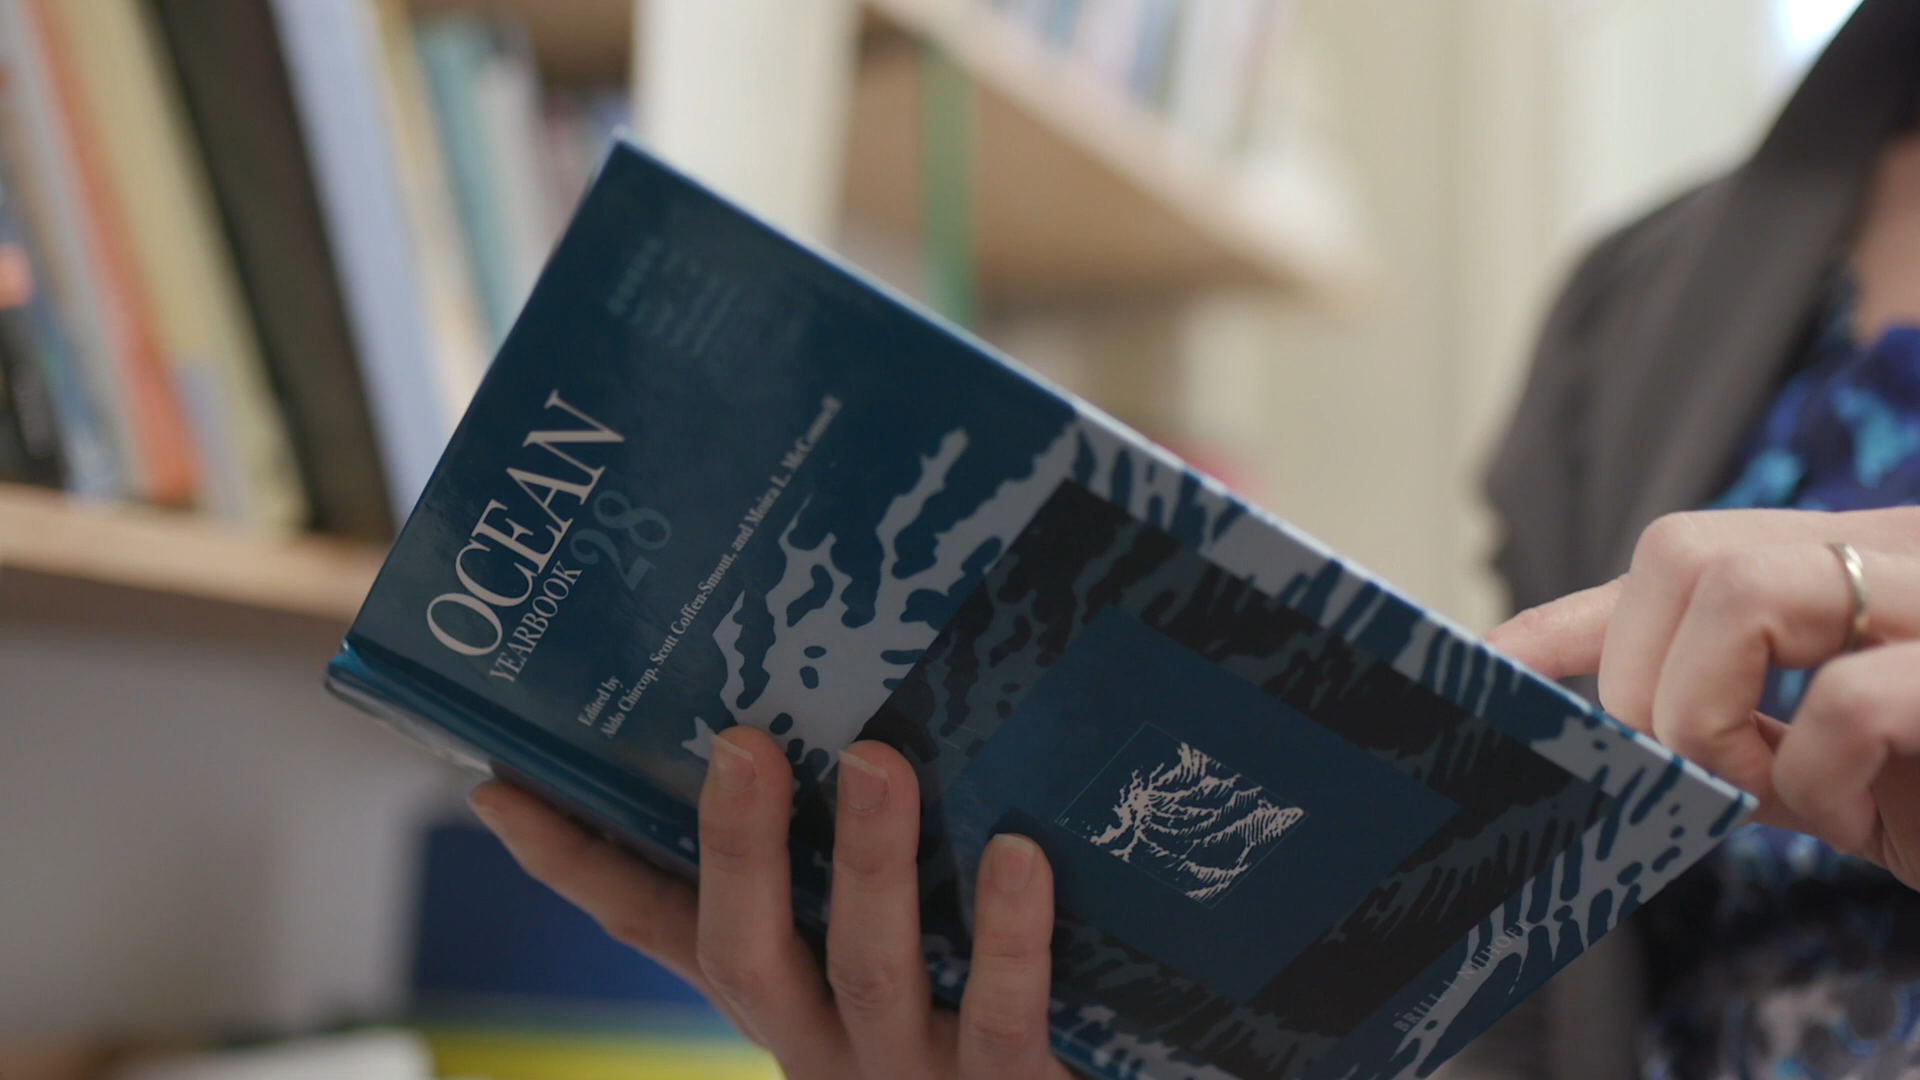 OCEAN
YEARBOOK 28
Edited by
Aldo Chircop, Scott Coffen-Smout, and Moira L. McConnell
BRILL | NIJHOFF